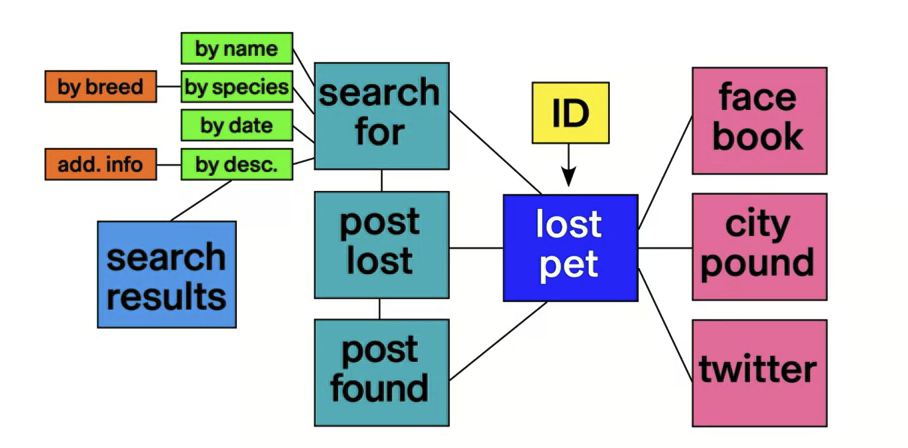 by name
by breed
by species
by date
add. info
by desc.
search
results
search
for
post
lost
post
found
ID
lost
pet
face
book
city
pound
twitter